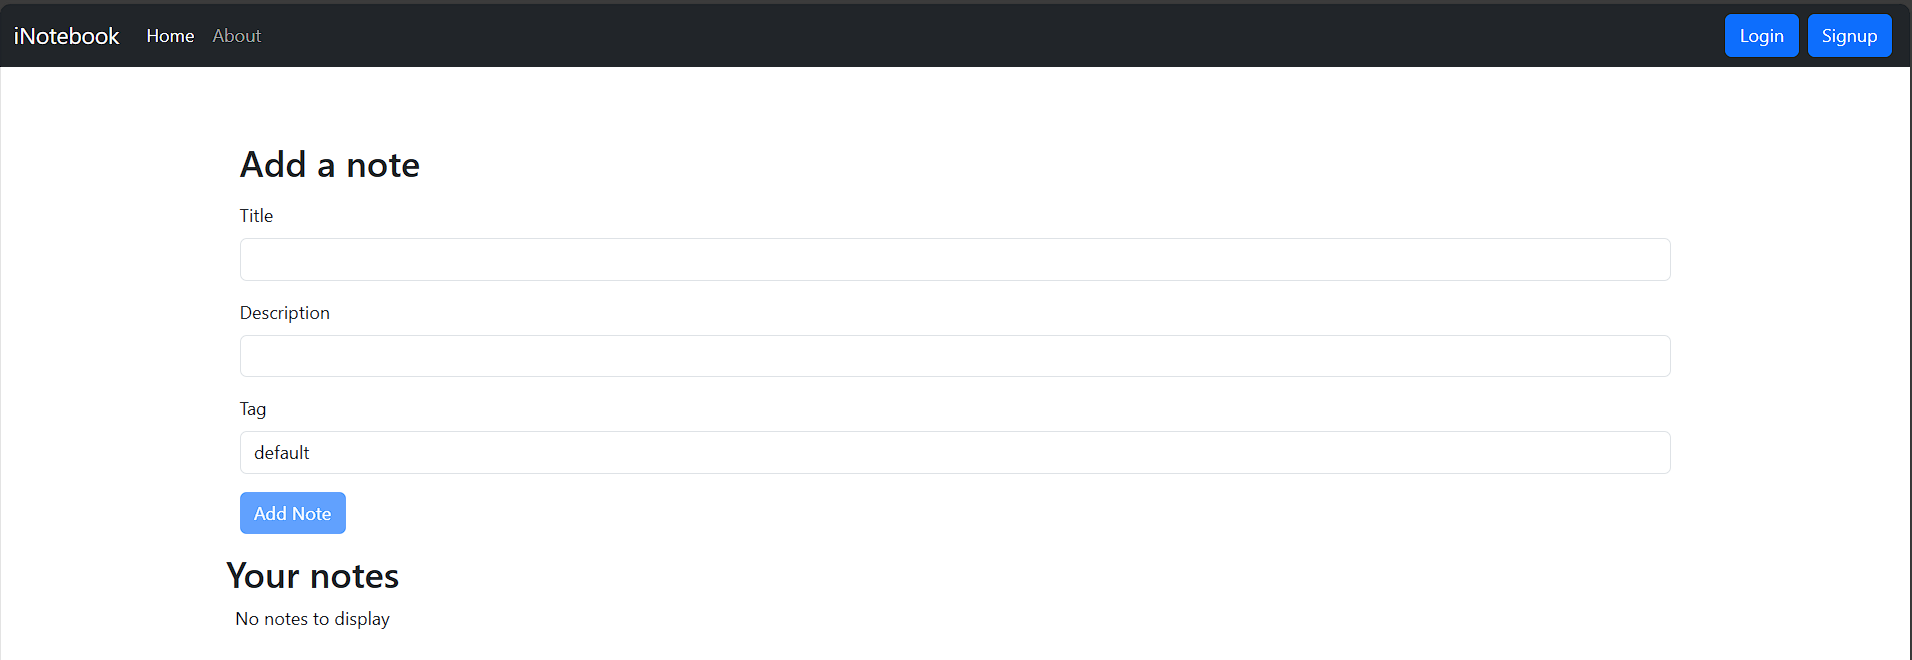 iNotebook Home About Login Signup
Add a note
Title
Description
Tag
default
Add Note
Your notes
No notes to display